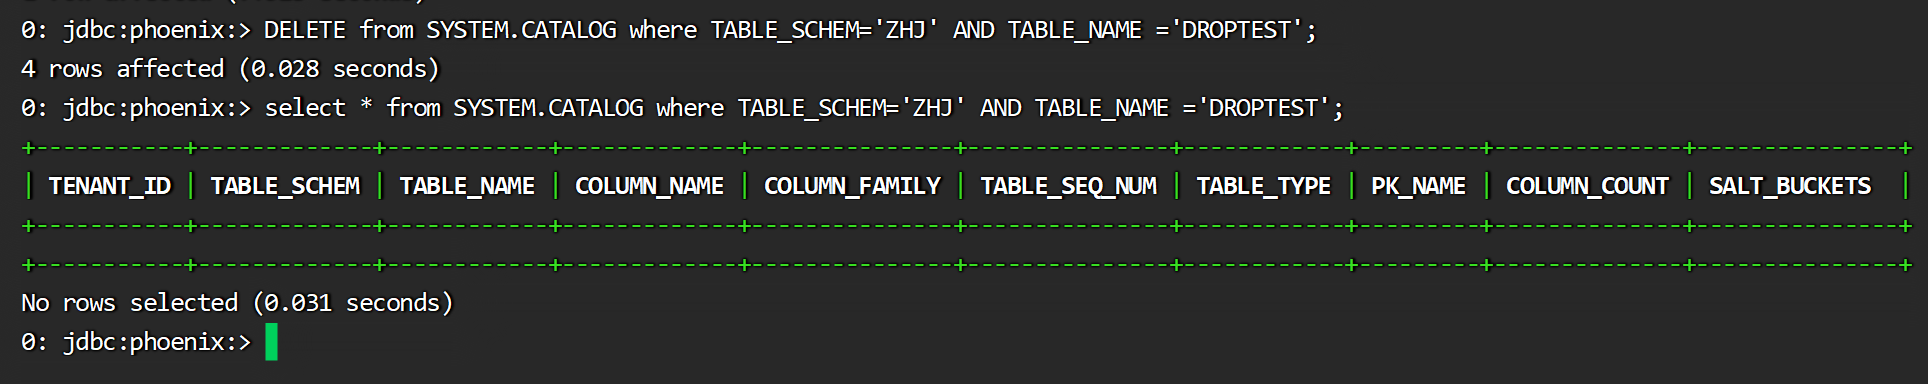 0: jdbc:phoenix:> DELETE from SYSTEM.CATALOG where TABLE_SCHEM='ZHJ' AND TABLE_NAME ='DROPTEST';
4 rows affected (0.028 seconds)
0: jdbc:phoenix:> select * from SYSTEM.CATALOG where TABLE_SCHEM='ZHJ' AND TABLE_NAME ='DROPTEST';
+-----------+-------------+-----------+-------------+---------------+---------------+------------+---------+--------------+---------------+
| TENANT_ID | TABLE_SCHEM | TABLE_NAME | COLUMN_NAME | COLUMN_FAMILY | TABLE_SEQ_NUM | TABLE_TYPE | PK_NAME | COLUMN_COUNT | SALT_BUCKETS |
+-----------+-------------+------------+-------------+---------------+---------------+------------+---------+--------------+---------------+
+-----------+-------------+------------+-------------+---------------+---------------+------------+---------+--------------+---------------+
No rows selected (0.031 seconds)
0: jdbc:phoenix:>